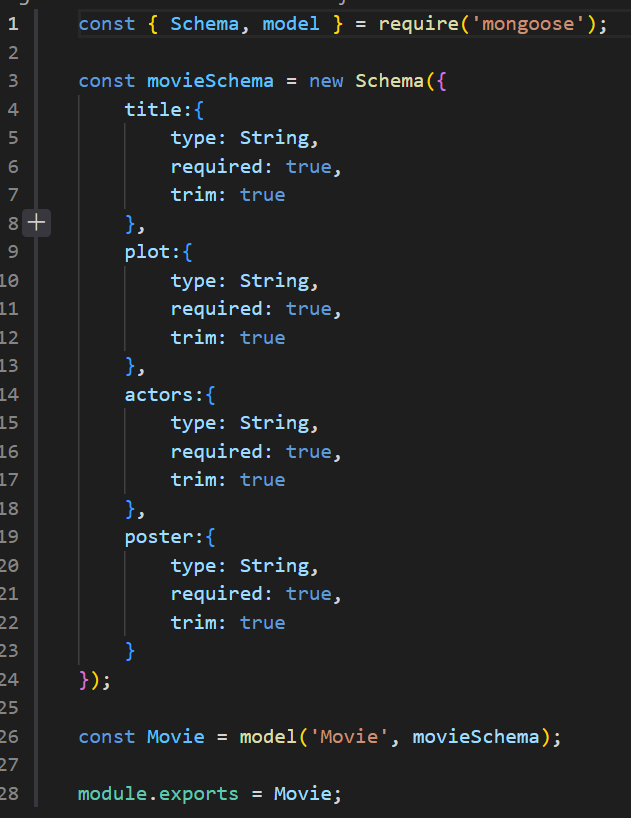 1 const { Schema, model } = require('mongoose');
2
3 const movieSchema = new Schema({
4     title:{
5         type: String,
6         required: true,
7         trim: true
8     },
9     plot:{
10         type: String,
11         required: true,
12         trim: true
13     },
14     actors:{
15         type: String,
16         required: true,
17         trim: true
18     },
19     poster:{
20         type: String,
21         required: true,
22         trim: true
23     }
24 });
25
26 const Movie = model('Movie', movieSchema);
27
28 module.exports = Movie;